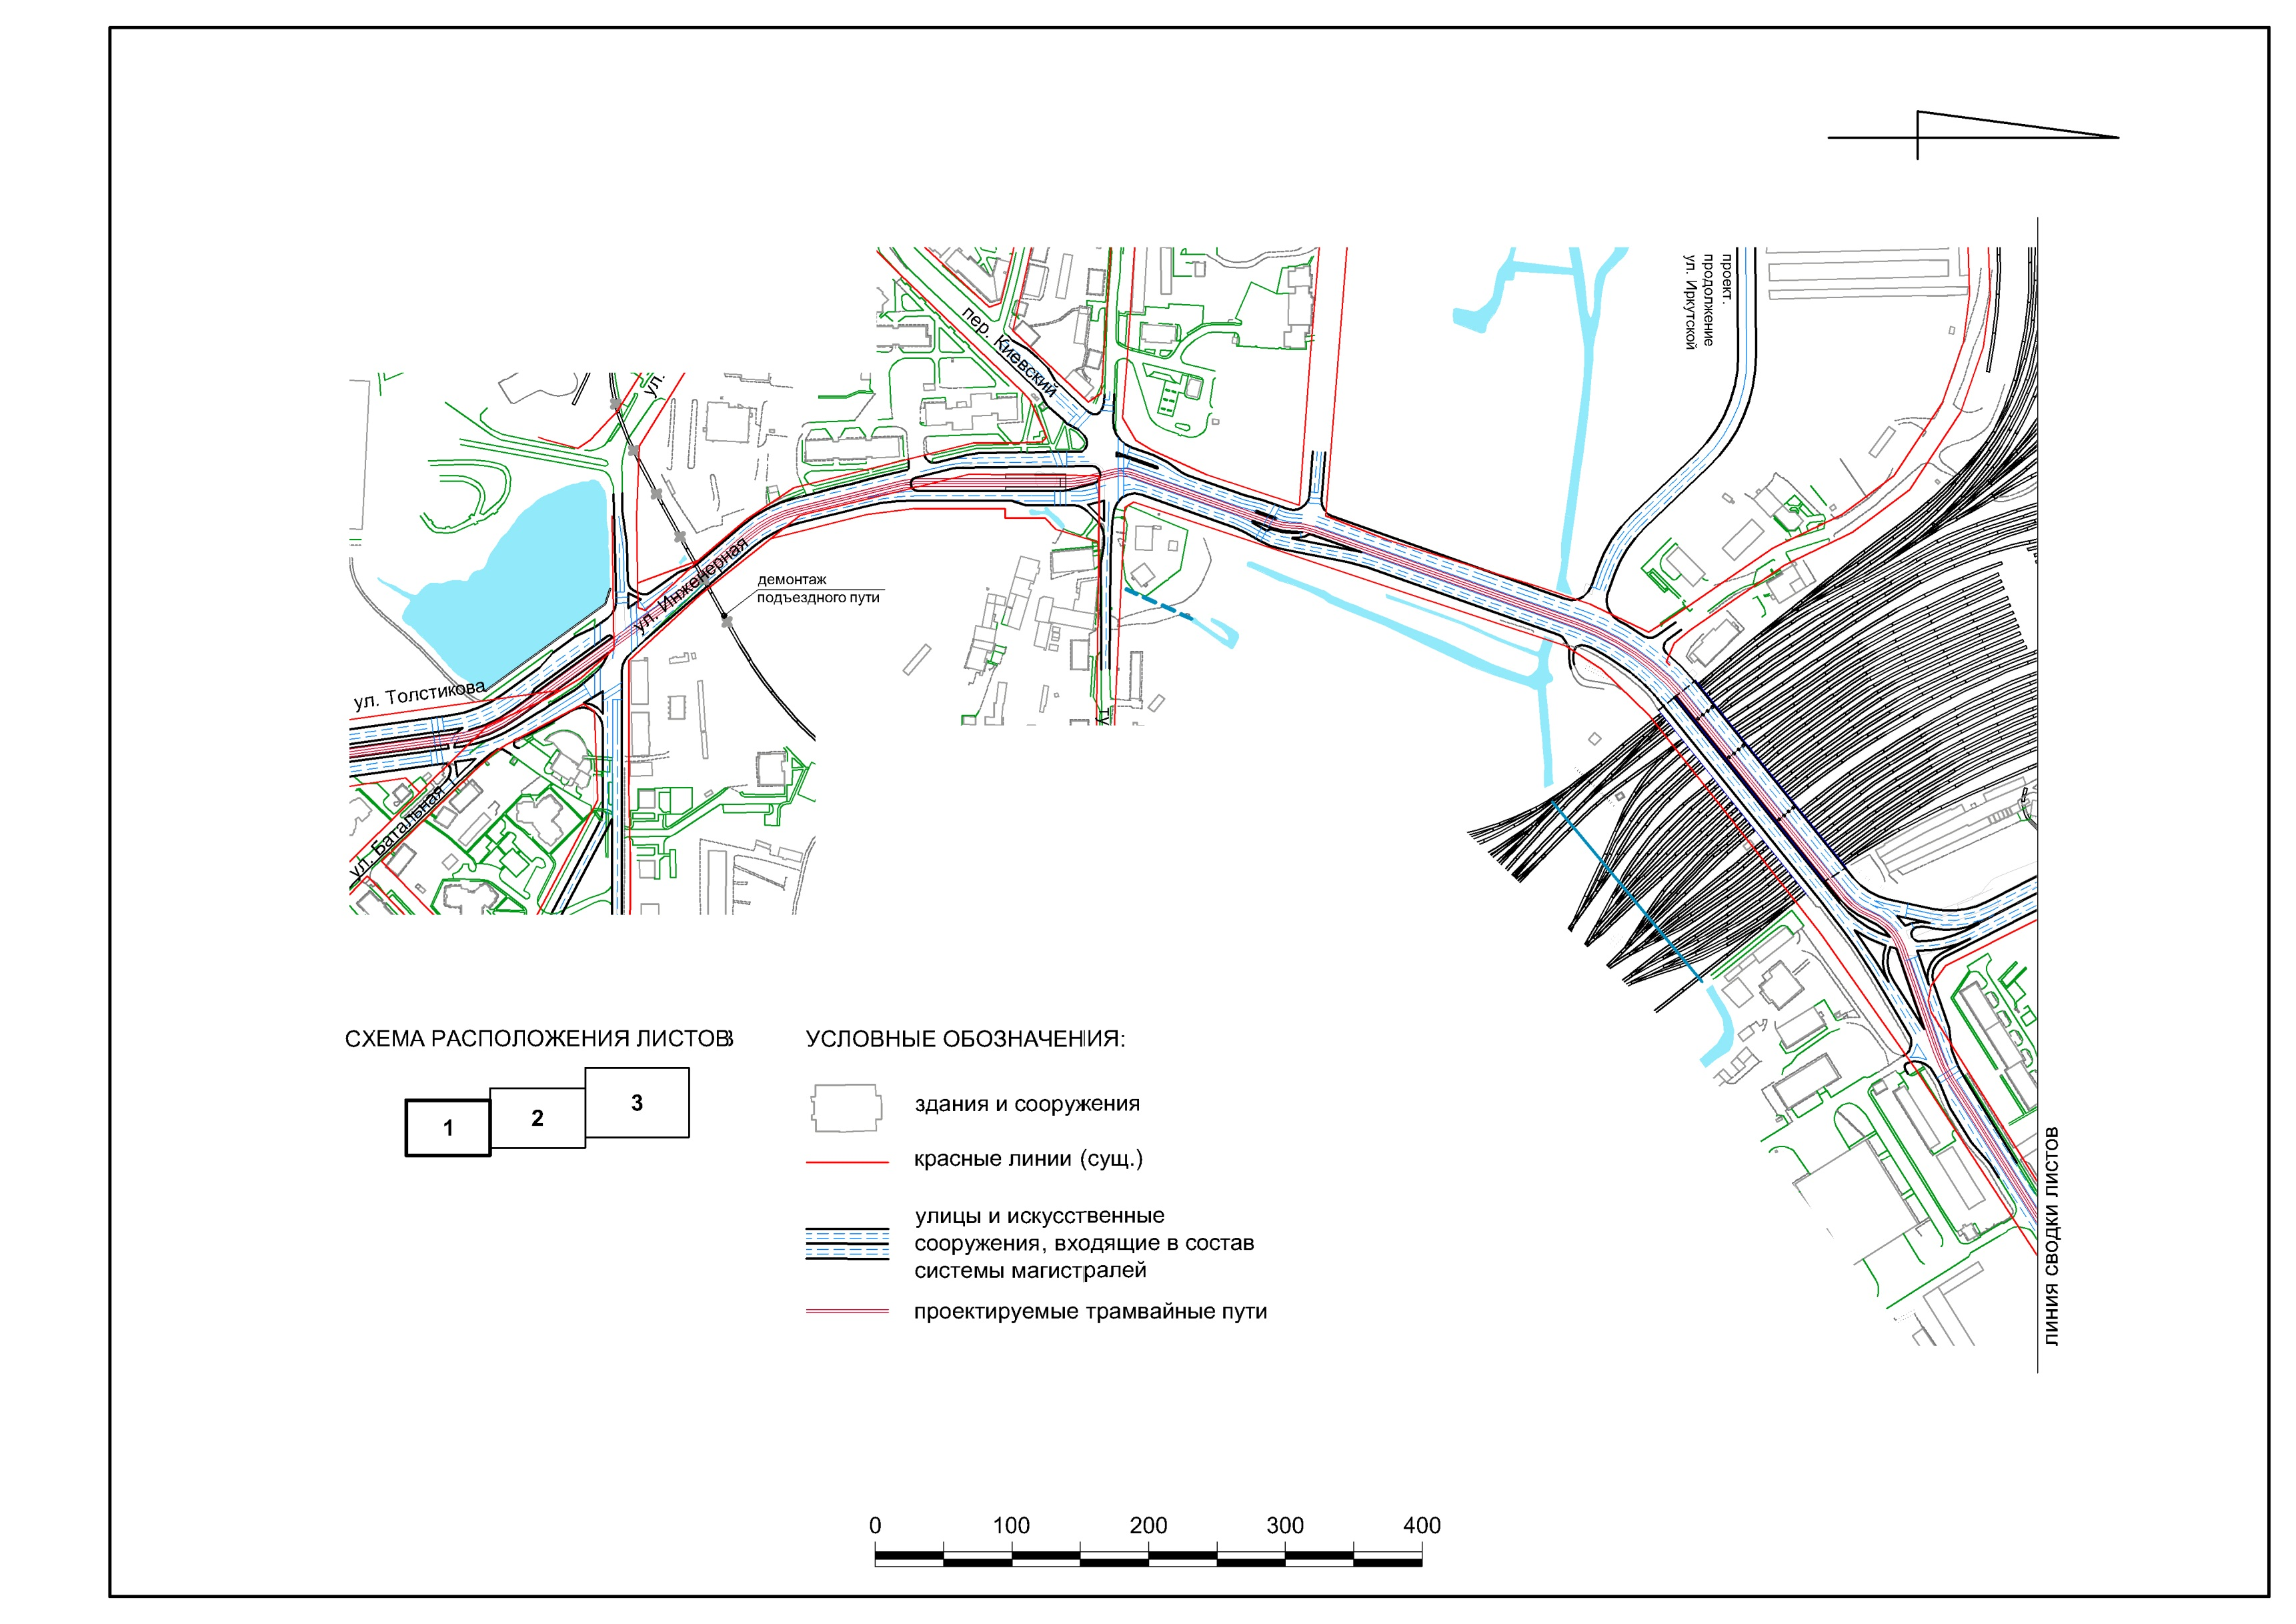 проект.
продолжение
ул. Иркутской
пер. Киевский
ул.
ул. Инженерная
демонтаж
подъездного пути
ул. Толстикова
ул. Батальная
СХЕМА РАСПОЛОЖЕНИЯ ЛИСТОВ
1
2
3
УСЛОВНЫЕ ОБОЗНАЧЕНИЯ:
здания и сооружения
красные линии (сущ.)
улицы и искусственные
сооружения, входящие в состав
системы магистралей
проектируемые трамвайные пути
ЛИНИЯ СВОДКИ ЛИСТОВ
0 100 200 300 400